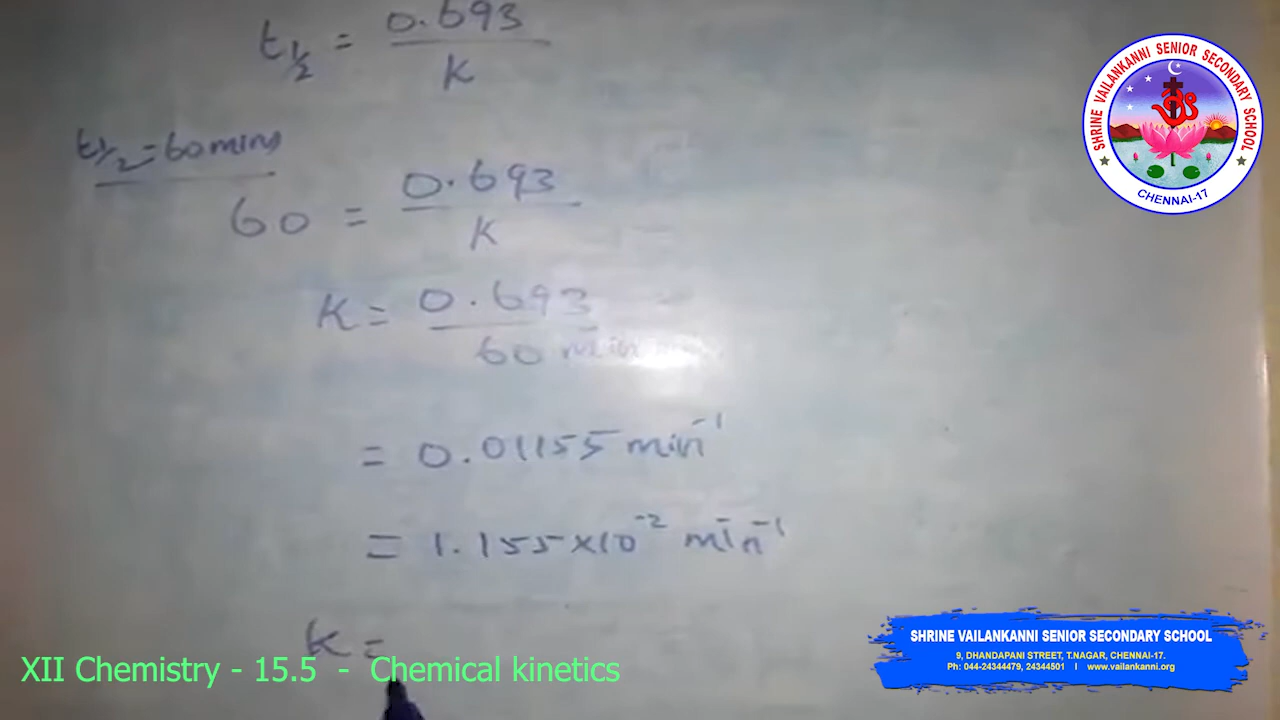 t½ = 0.693
K
t½ = 60 mins
60 = 0.693
K
K = 0.693
60 min
= 0.01155 min⁻¹
= 1.155×10⁻² min⁻¹
K =
XII Chemistry - 15.5 - Chemical kinetics
SHRINE VAILANKANNI SENIOR SECONDARY SCHOOL
CHENNAI-17
SHRINE VAILANKANNI SENIOR SECONDARY SCHOOL
9, DHANDAPANI STREET, T.NAGAR, CHENNAI-17.
Ph: 044-24344479, 24344501 I www.vailankanni.org